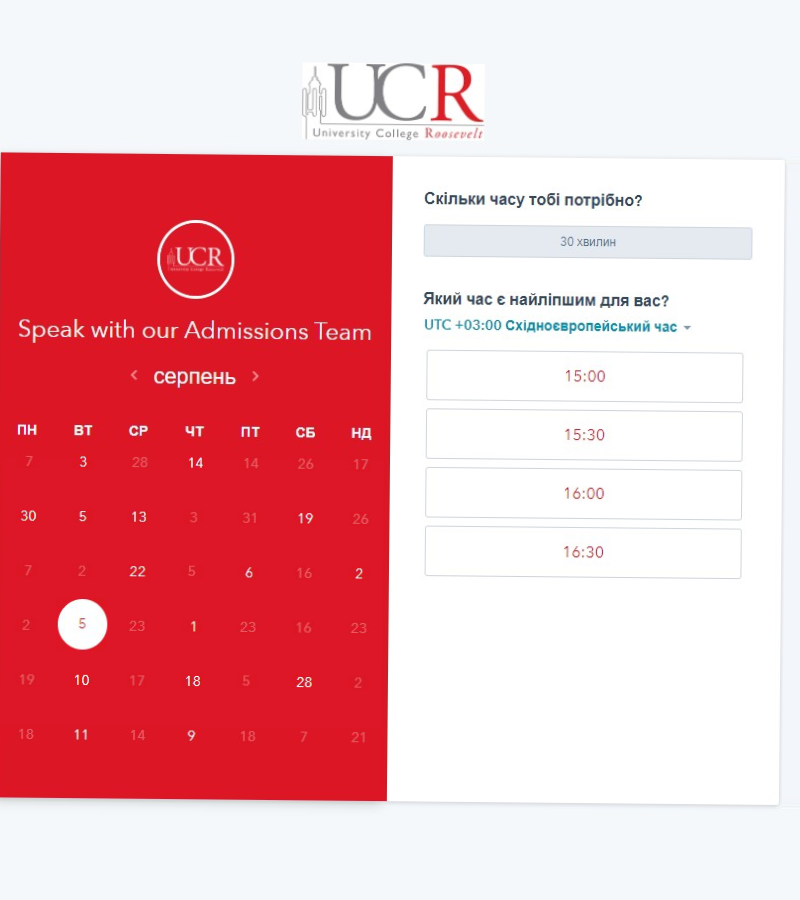 UCR
University College Roosevelt
UCR
Speak with our Admissions Team
серпень
ПН ВТ СР ЧТ ПТ СБ НД
7 3 28 14 14 26 17
30 5 13 3 31 19 26
7 2 22 5 6 16 2
2 5 23 1 23 16 23
19 10 17 18 5 28 2
18 11 14 9 18 7 21
Скільки часу тобі потрібно?
30 хвилин
Який час є найліпшим для вас?
UTC +03:00 Східноєвропейський час
15:00
15:30
16:00
16:30